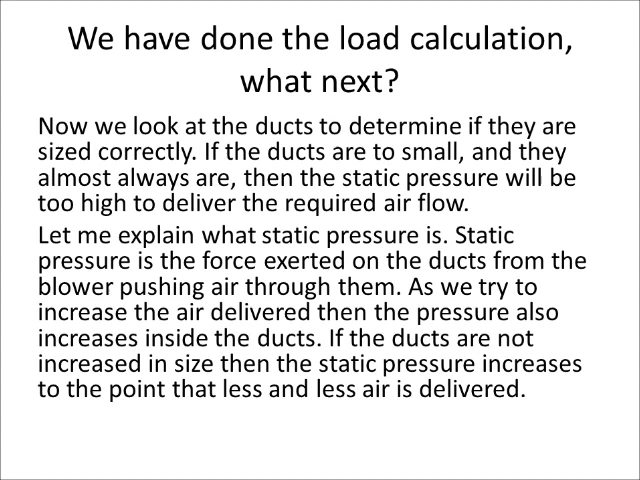 We have done the load calculation,
what next?
Now we look at the ducts to determine if they are
sized correctly. If the ducts are to small, and they
almost always are, then the static pressure will be
too high to deliver the required air flow.
Let me explain what static pressure is. Static
pressure is the force exerted on the ducts from the
blower pushing air through them. As we try to
increase the air delivered then the pressure also
increases inside the ducts. If the ducts are not
increased in size then the static pressure increases
to the point that less and less air is delivered.